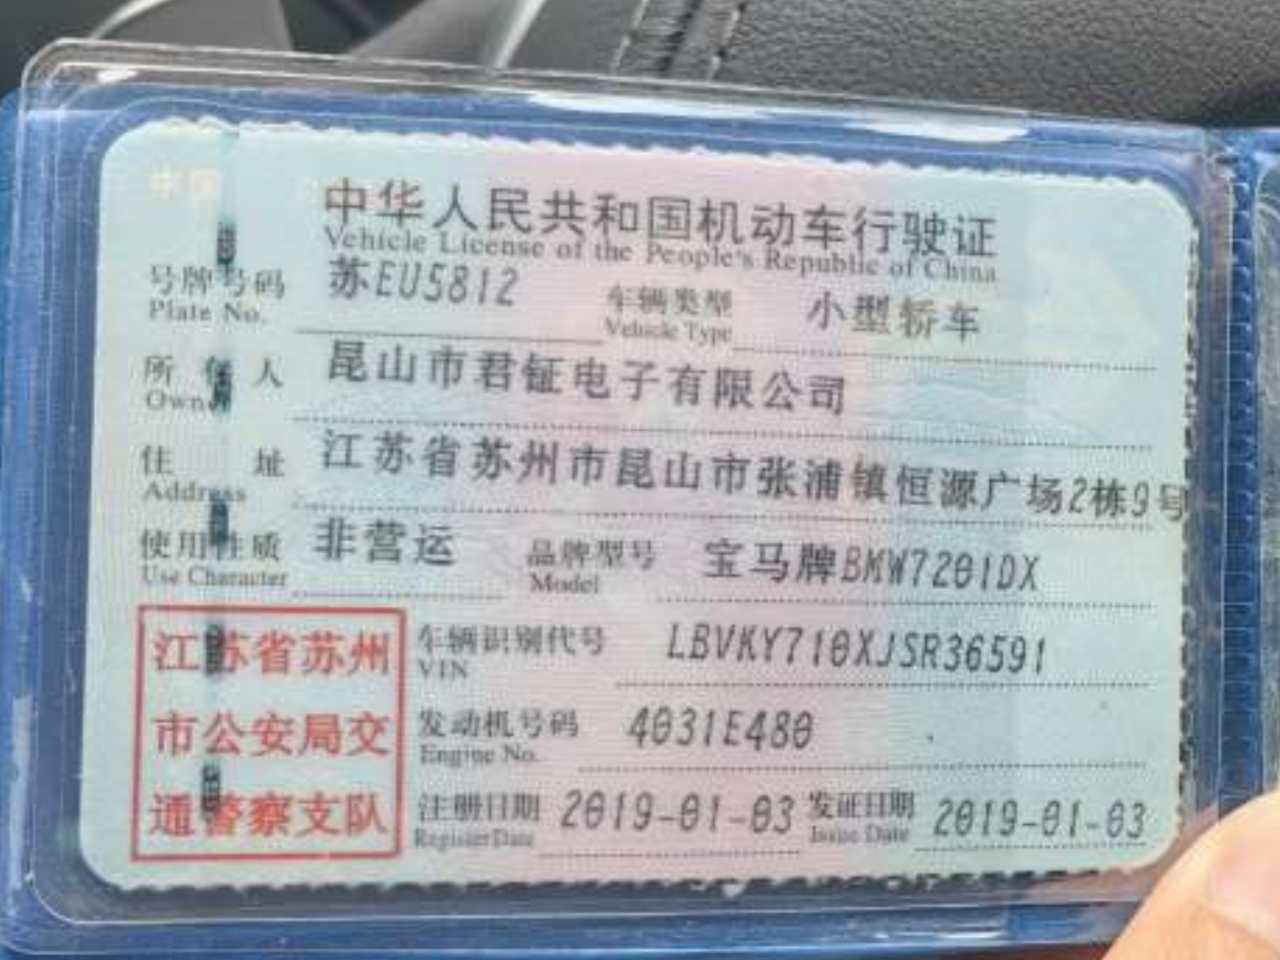 中国
中华人民共和国机动车行驶证
Vehicle License of the People's Republic of China
号牌号码 苏EU5812 车辆类型 小型轿车
Plate No. Vehicle Type
所有人 昆山市君钲电子有限公司
Owner
住址 江苏省苏州市昆山市张浦镇恒源广场2栋9号
Address
使用性质 非营运 品牌型号 宝马牌BMW7201DX
Use Character Model
江苏省苏州
市公安局交
通警察支队
车辆识别代号 LBVKY710XJSR36591
VIN
发动机号码 4031E480
Engine No.
注册日期 2019-01-03 发证日期 2019-01-03
Register Date Issue Date